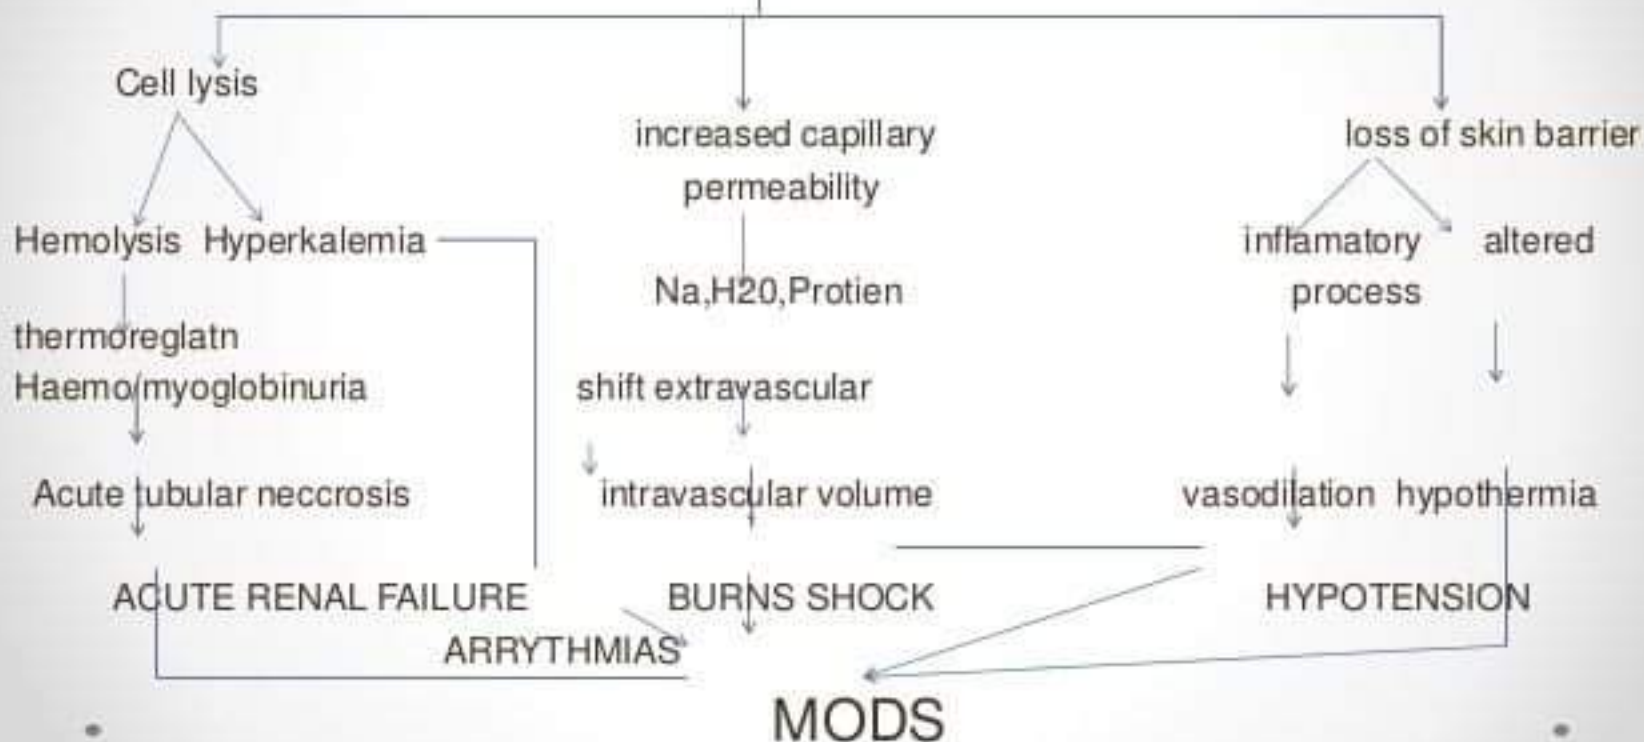 Cell lysis
increased capillary
permeability
loss of skin barrier
Hemolysis Hyperkalemia
inflamatory altered
process
Na,H20,Protien
thermoreglatn
Haemo/myoglobinuria
shift extravascular
Acute tubular neccrosis
intravascular volume
vasodilation hypothermia
ACUTE RENAL FAILURE
BURNS SHOCK
HYPOTENSION
ARRYTHMIAS
MODS